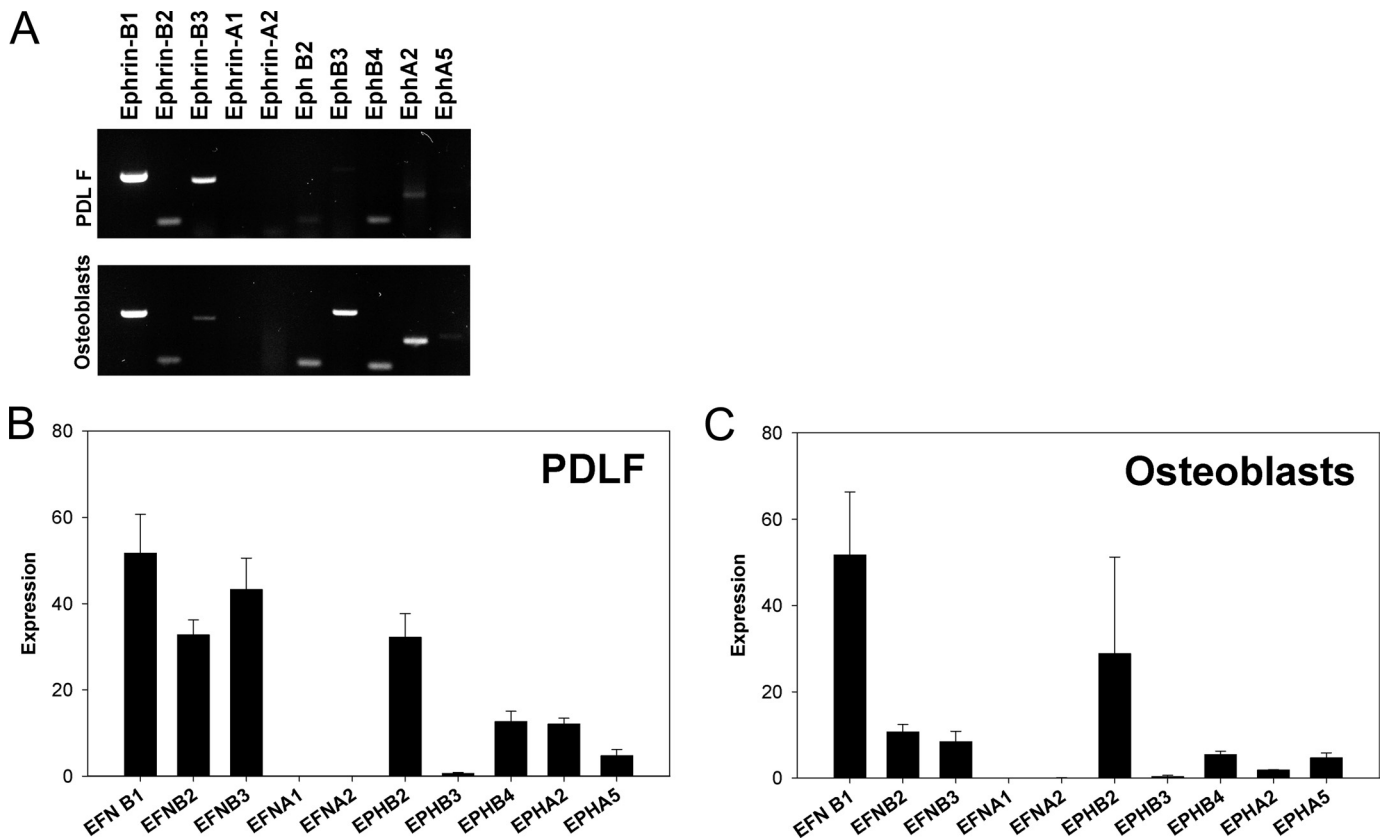 A
Ephrin-B1
Ephrin-B2
Ephrin-B3
Ephrin-A1
Ephrin-A2
Eph B2
EphB3
EphB4
EphA2
EphA5
PDL F
Osteoblasts
B
80
60
40
20
0
Expression
PDLF
EFN B1
EFNB2
EFNB3
EFNA1
EFNA2
EPHB2
EPHB3
EPHB4
EPHA2
EPHA5
C
80
60
40
20
0
Expression
Osteoblasts
EFN B1
EFNB2
EFNB3
EFNA1
EFNA2
EPHB2
EPHB3
EPHB4
EPHA2
EPHA5